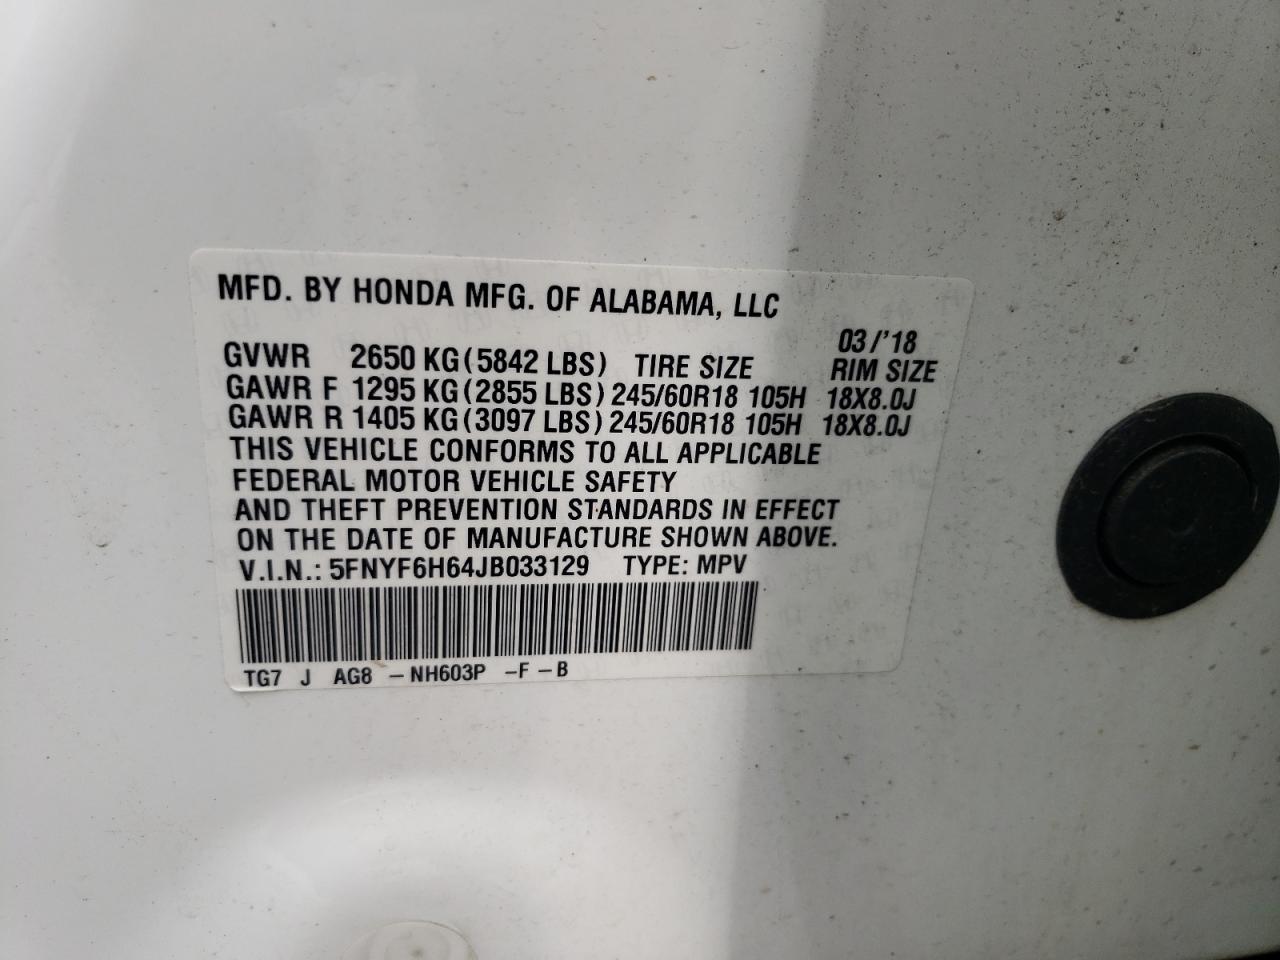 MFD. BY HONDA MFG. OF ALABAMA, LLC
03/'18
GVWR 2650 KG(5842 LBS) TIRE SIZE RIM SIZE
GAWR F 1295 KG(2855 LBS) 245/60R18 105H 18X8.0J
GAWR R 1405 KG(3097 LBS) 245/60R18 105H 18X8.0J
THIS VEHICLE CONFORMS TO ALL APPLICABLE
FEDERAL MOTOR VEHICLE SAFETY
AND THEFT PREVENTION STANDARDS IN EFFECT
ON THE DATE OF MANUFACTURE SHOWN ABOVE.
V.I.N.: 5FNYF6H64JB033129 TYPE: MPV
TG7 J AG8 – NH603P –F – B